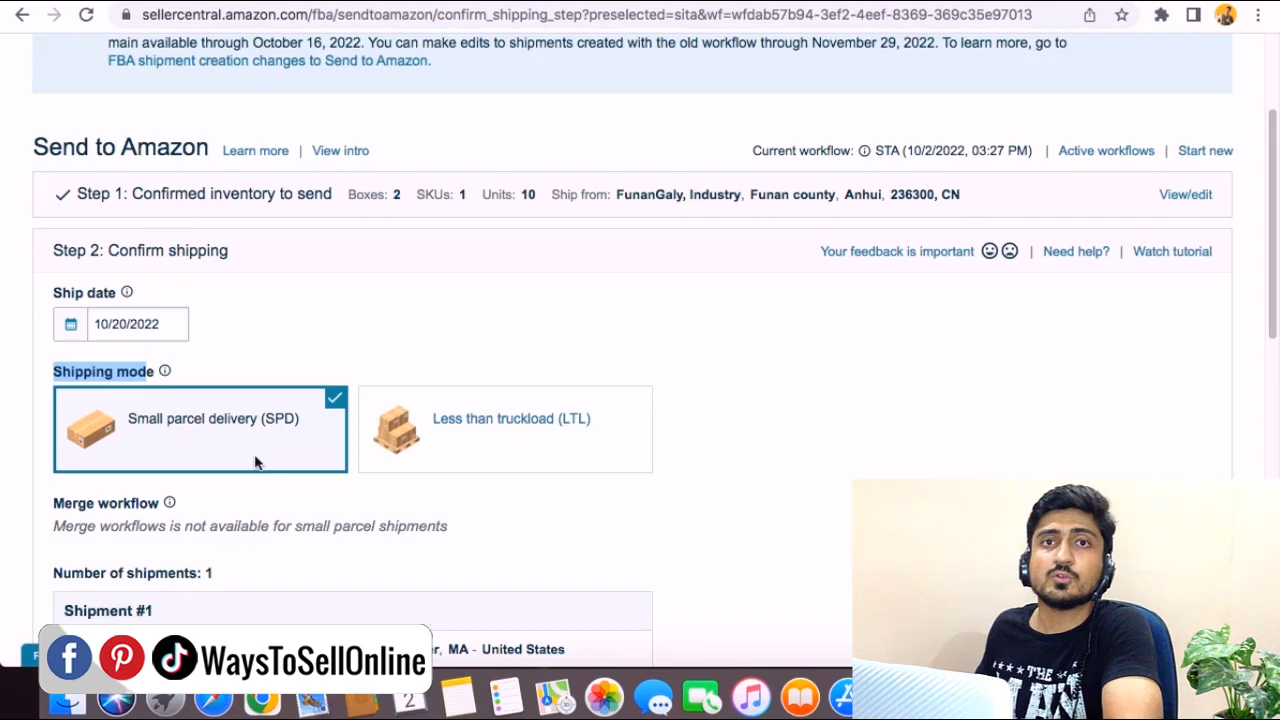 sellercentral.amazon.com/fba/sendtoamazon/confirm_shipping_step?preselected=sita&wf=wfdab57b94-3ef2-4eef-8369-369c35e97013
main available through October 16, 2022. You can make edits to shipments created with the old workflow through November 29, 2022. To learn more, go to
FBA shipment creation changes to Send to Amazon.
Send to Amazon Learn more | View intro Current workflow: STA (10/2/2022, 03:27 PM) | Active workflows | Start new
Step 1: Confirmed inventory to send Boxes: 2 SKUs: 1 Units: 10 Ship from: FunanGaly, Industry, Funan county, Anhui, 236300, CN View/edit
Step 2: Confirm shipping Your feedback is important | Need help? | Watch tutorial
Ship date
10/20/2022
Shipping mode
Small parcel delivery (SPD) Less than truckload (LTL)
Merge workflow
Merge workflows is not available for small parcel shipments
Number of shipments: 1
Shipment #1
MA - United States
WaysToSellOnline
2
THE